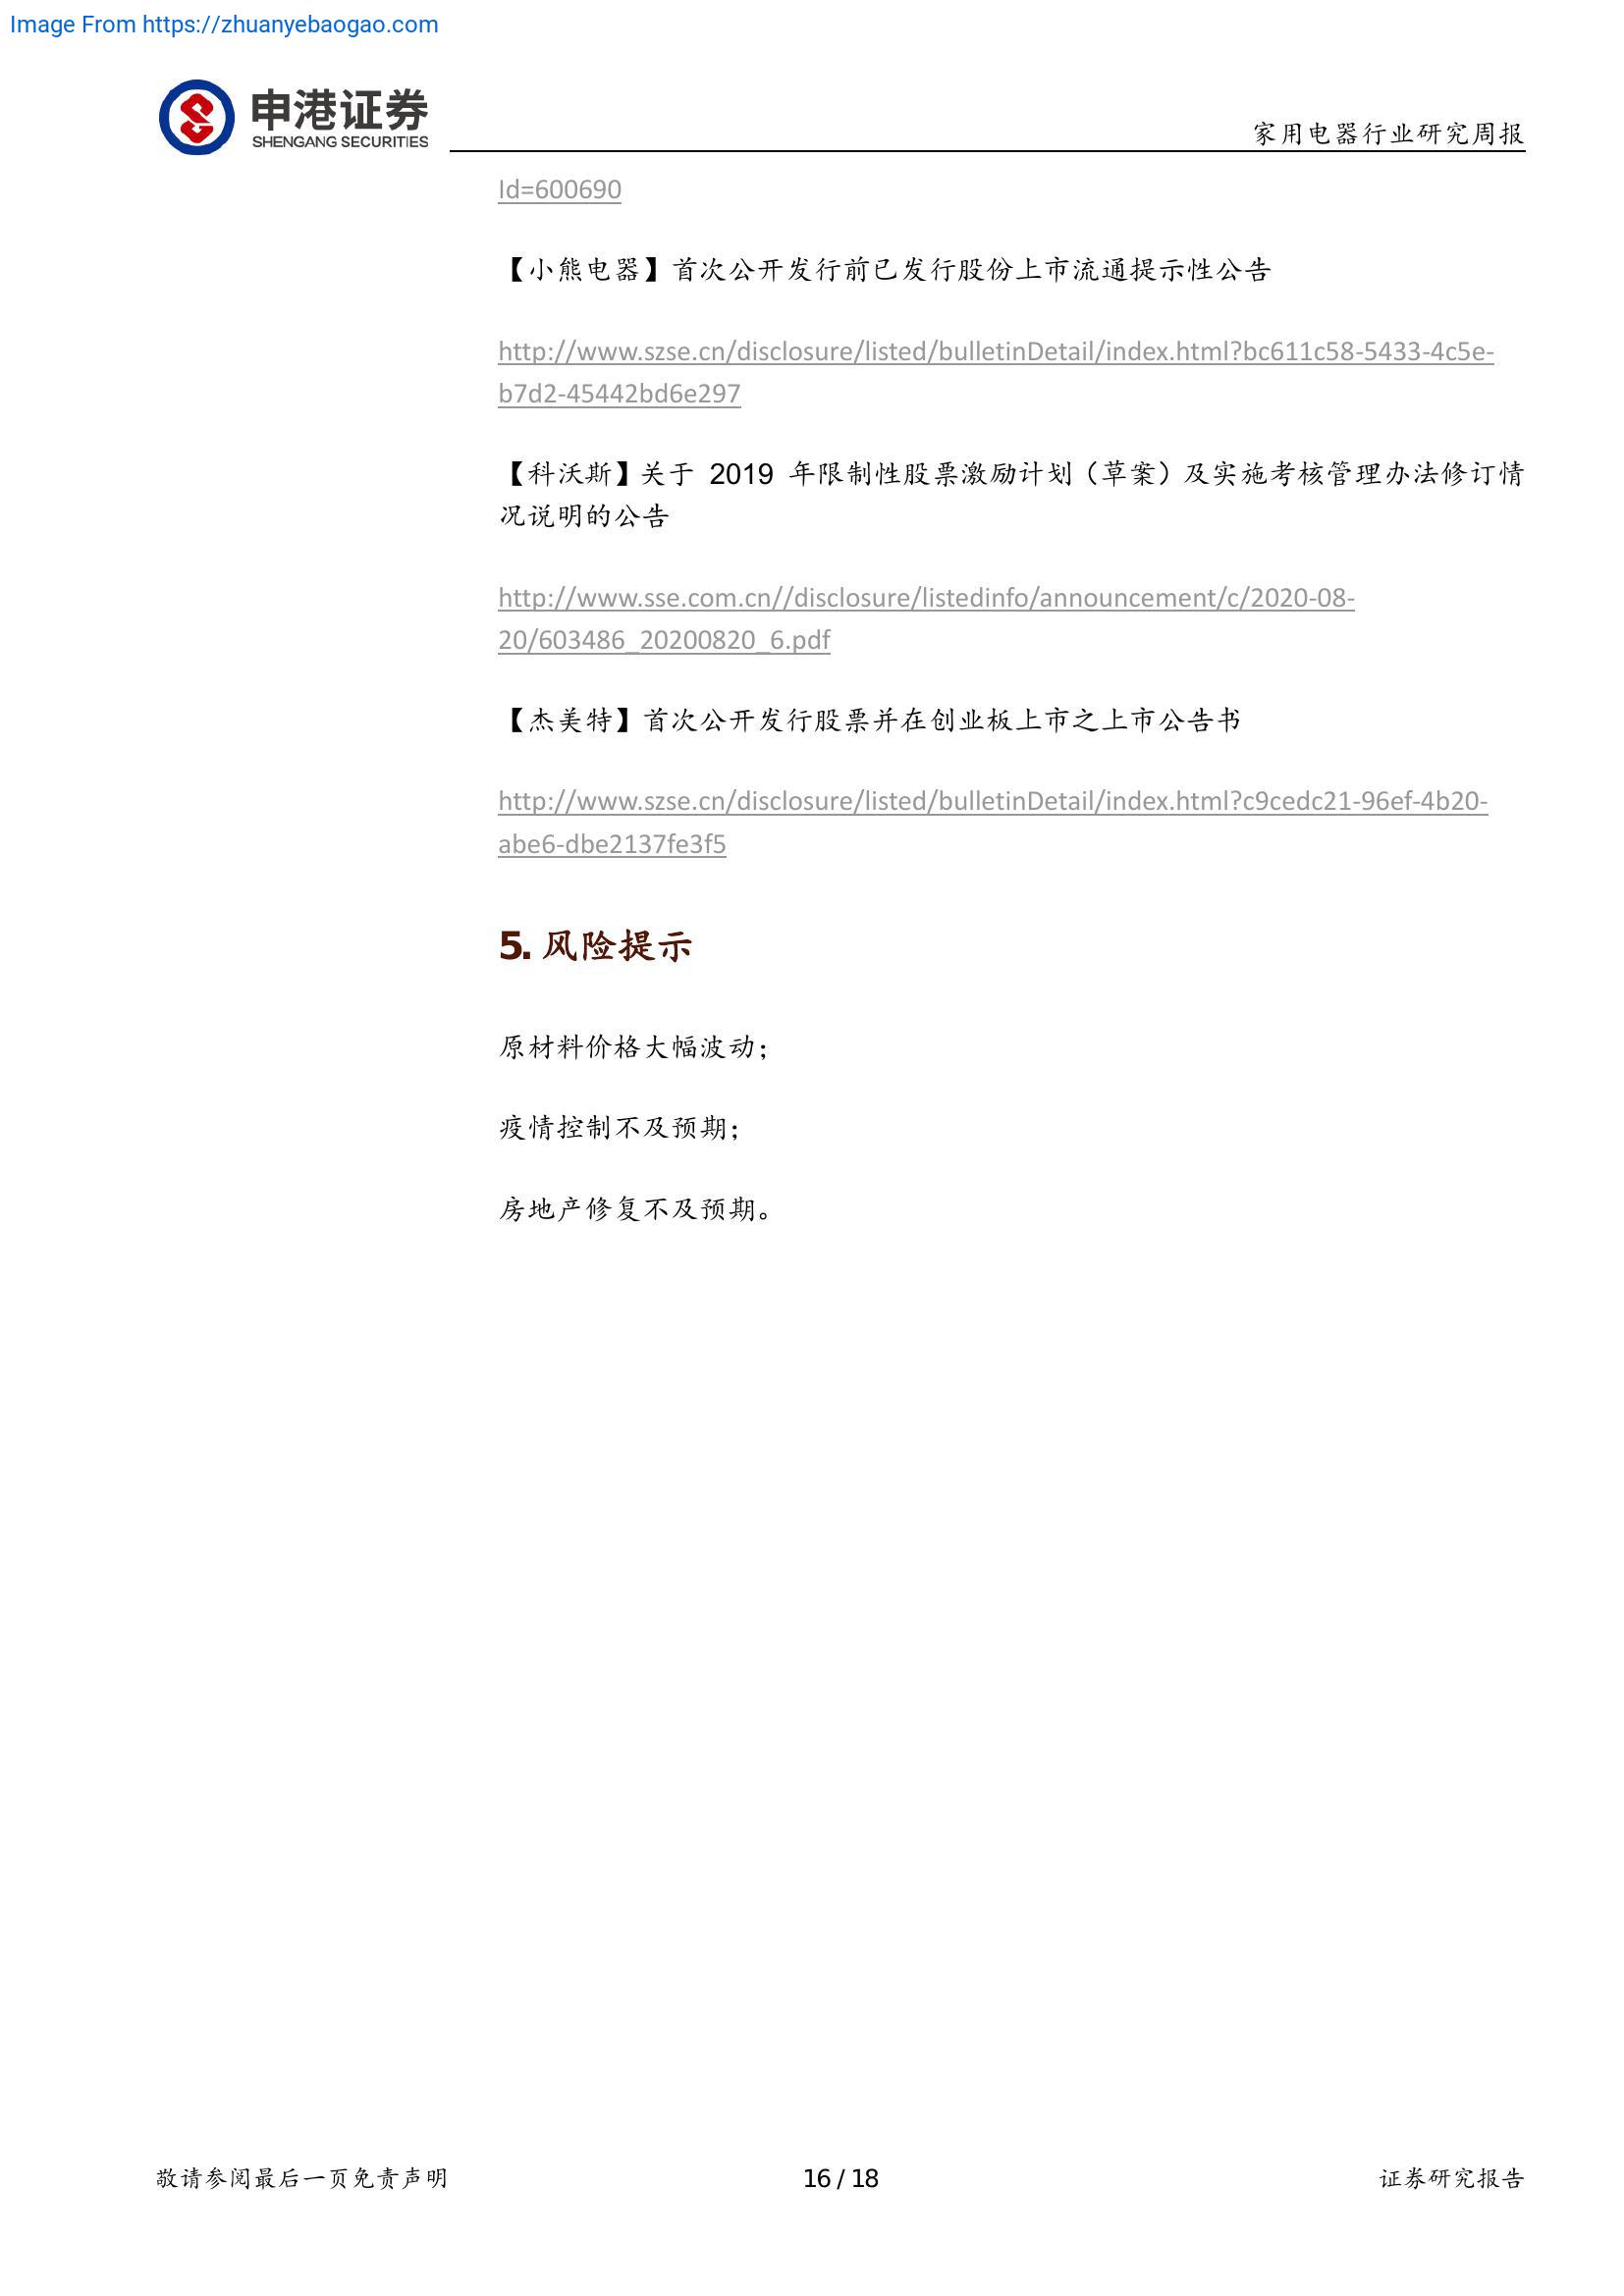 Image From https://zhuanyebaogao.com
申港证券
SHENGANG SECURITIES
家用电器行业研究周报
Id=600690
【小熊电器】首次公开发行前已发行股份上市流通提示性公告
http://www.szse.cn/disclosure/listed/bulletinDetail/index.html?bc611c58-5433-4c5e-
b7d2-45442bd6e297
【科沃斯】关于 2019 年限制性股票激励计划（草案）及实施考核管理办法修订情
况说明的公告
http://www.sse.com.cn//disclosure/listedinfo/announcement/c/2020-08-
20/603486_20200820_6.pdf
【杰美特】首次公开发行股票并在创业板上市之上市公告书
http://www.szse.cn/disclosure/listed/bulletinDetail/index.html?c9cedc21-96ef-4b20-
abe6-dbe2137fe3f5
5. 风险提示
原材料价格大幅波动；
疫情控制不及预期；
房地产修复不及预期。
敬请参阅最后一页免责声明
16 / 18
证券研究报告